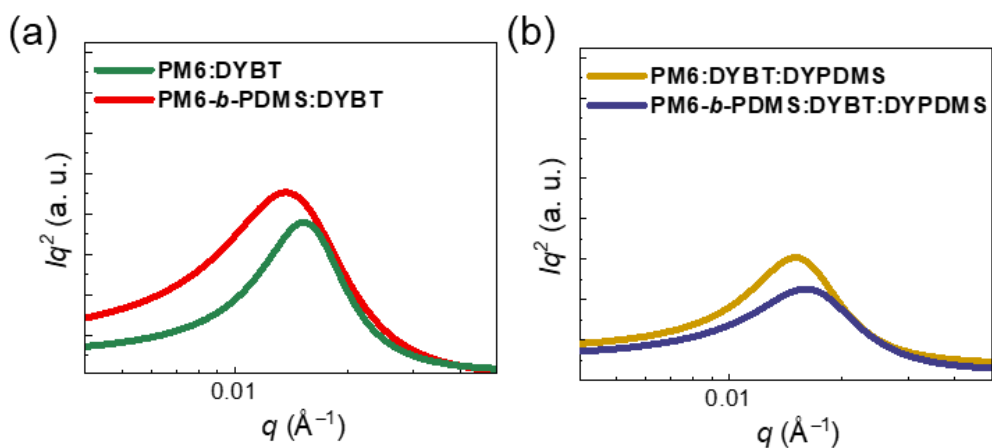 (a)
PM6:DYBT
PM6-b-PDMS:DYBT
Iq² (a. u.)
0.01
q (Å⁻¹)
(b)
PM6:DYBT:DYPDMS
PM6-b-PDMS:DYBT:DYPDMS
Iq² (a. u.)
0.01
q (Å⁻¹)